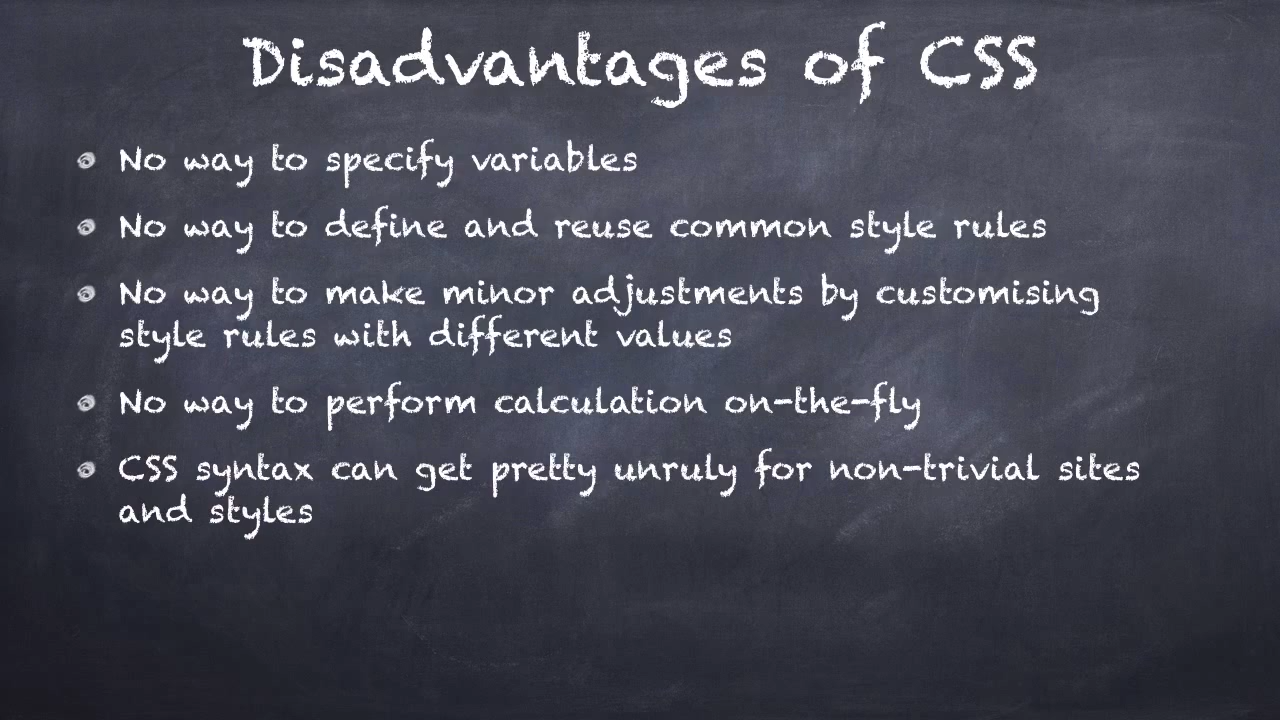 Disadvantages of CSS
No way to specify variables
No way to define and reuse common style rules
No way to make minor adjustments by customising
style rules with different values
No way to perform calculation on-the-fly
CSS syntax can get pretty unruly for non-trivial sites
and styles